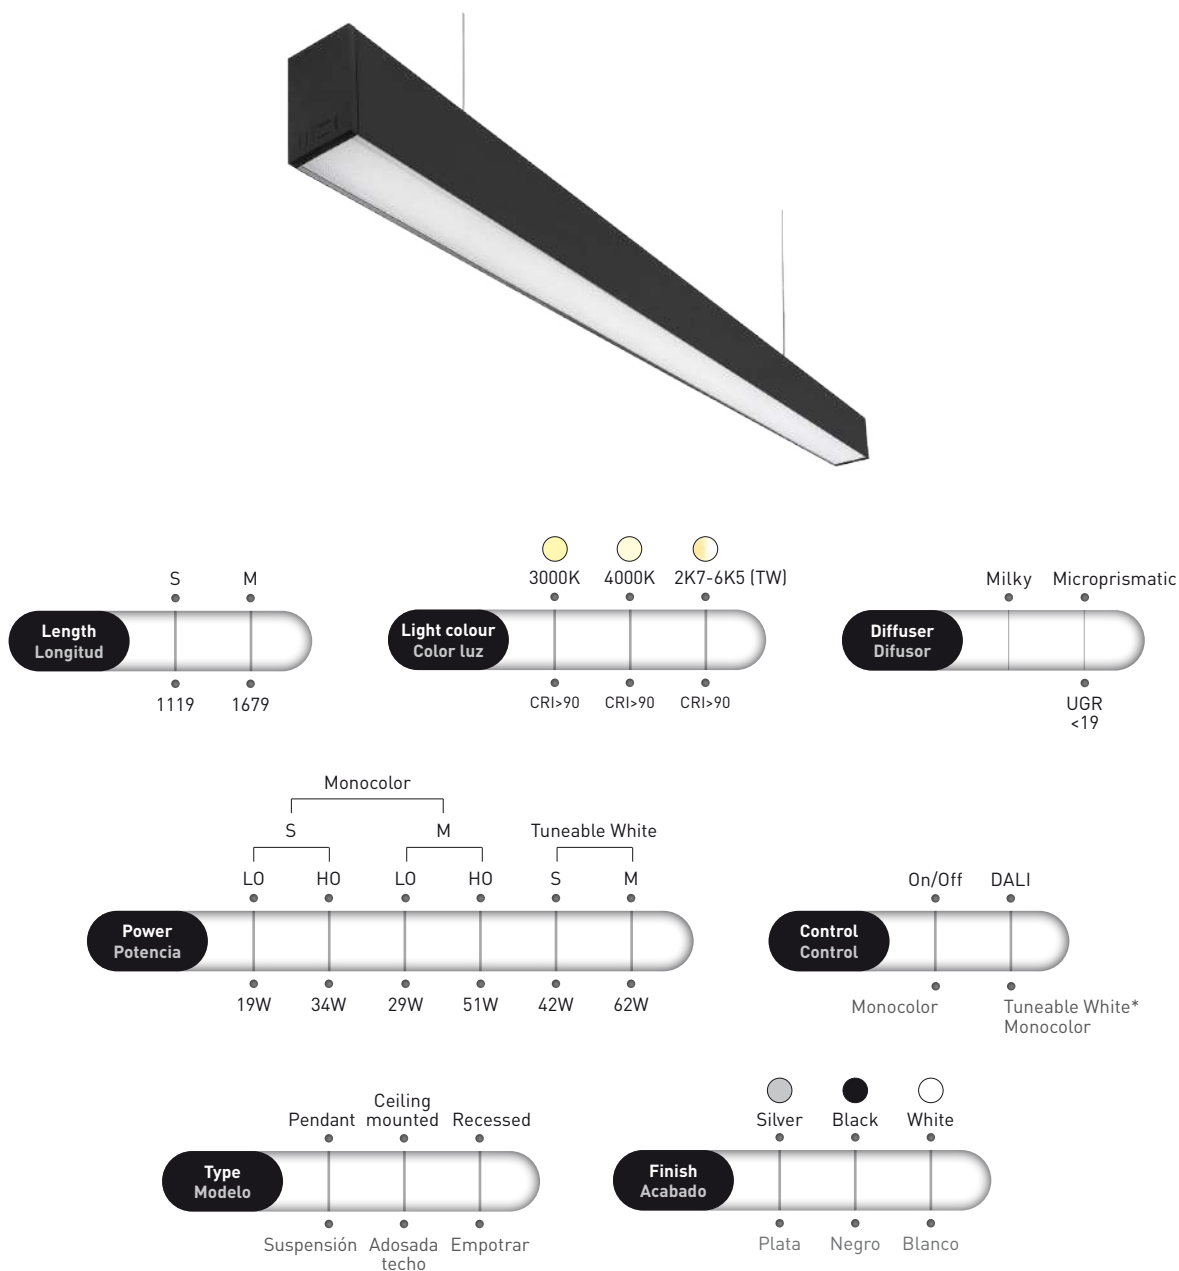 S M
Length
Longitud
1119 1679
3000K 4000K 2K7-6K5 (TW)
Light colour
Color luz
CRI>90 CRI>90 CRI>90
Milky Microprismatic
Diffuser
Difusor
UGR
<19
Monocolor
S M Tuneable White
LO HO LO HO S M
Power
Potencia
19W 34W 29W 51W 42W 62W
On/Off DALI
Control
Control
Monocolor Tuneable White*
Monocolor
Pendant Ceiling mounted Recessed
Type
Modelo
Suspensión Adosada techo Empotrar
Silver Black White
Finish
Acabado
Plata Negro Blanco